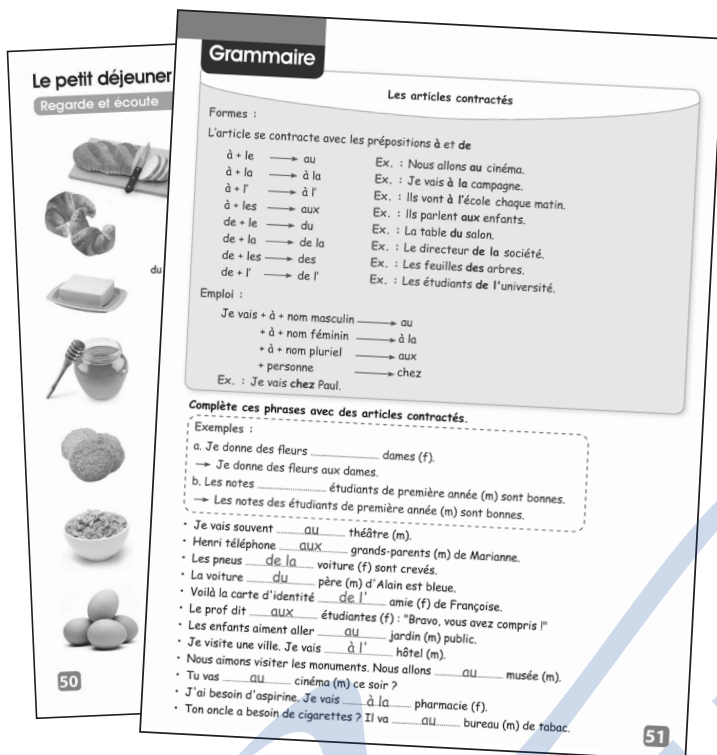 Le petit déjeuner
Regarde et écoute
du
50
Grammaire
Les articles contractés
Formes :
L'article se contracte avec les prépositions à et de
à + le → au Ex. : Nous allons au cinéma.
à + la → à la Ex. : Je vais à la campagne.
à + l' → à l' Ex. : Ils vont à l'école chaque matin.
à + les → aux Ex. : Ils parlent aux enfants.
de + le → du Ex. : La table du salon.
de + la → de la Ex. : Le directeur de la société.
de + les → des Ex. : Les feuilles des arbres.
de + l' → de l' Ex. : Les étudiants de l'université.
Emploi :
Je vais + à + nom masculin → au
+ à + nom féminin → à la
+ à + nom pluriel → aux
+ personne → chez
Ex. : Je vais chez Paul.
Complète ces phrases avec des articles contractés.
Exemples :
a. Je donne des fleurs ........ dames (f).
→ Je donne des fleurs aux dames.
b. Les notes ........ étudiants de première année (m) sont bonnes.
→ Les notes des étudiants de première année (m) sont bonnes.
• Je vais souvent au théâtre (m).
• Henri téléphone aux grands-parents (m) de Marianne.
• Les pneus de la voiture (f) sont crevés.
• La voiture du père (m) d'Alain est bleue.
• Voilà la carte d'identité de l' amie (f) de Françoise.
• Le prof dit aux étudiantes (f) : "Bravo, vous avez compris !"
• Les enfants aiment aller au jardin (m) public.
• Je visite une ville. Je vais à l' hôtel (m).
• Nous aimons visiter les monuments. Nous allons au musée (m).
• Tu vas au cinéma (m) ce soir ?
• J'ai besoin d'aspirine. Je vais à la pharmacie (f).
• Ton oncle a besoin de cigarettes ? Il va au bureau (m) de tabac.
51